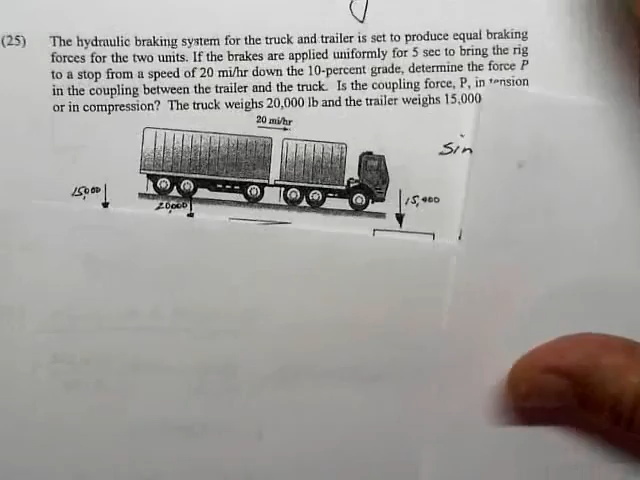 (25) The hydraulic braking system for the truck and trailer is set to produce equal braking
forces for the two units. If the brakes are applied uniformly for 5 sec to bring the rig
to a stop from a speed of 20 mi/hr down the 10-percent grade, determine the force P
in the coupling between the trailer and the truck. Is the coupling force, P, in tension
or in compression? The truck weighs 20,000 lb and the trailer weighs 15,000
20 mi/hr
Sin
15,000
20000
15,000